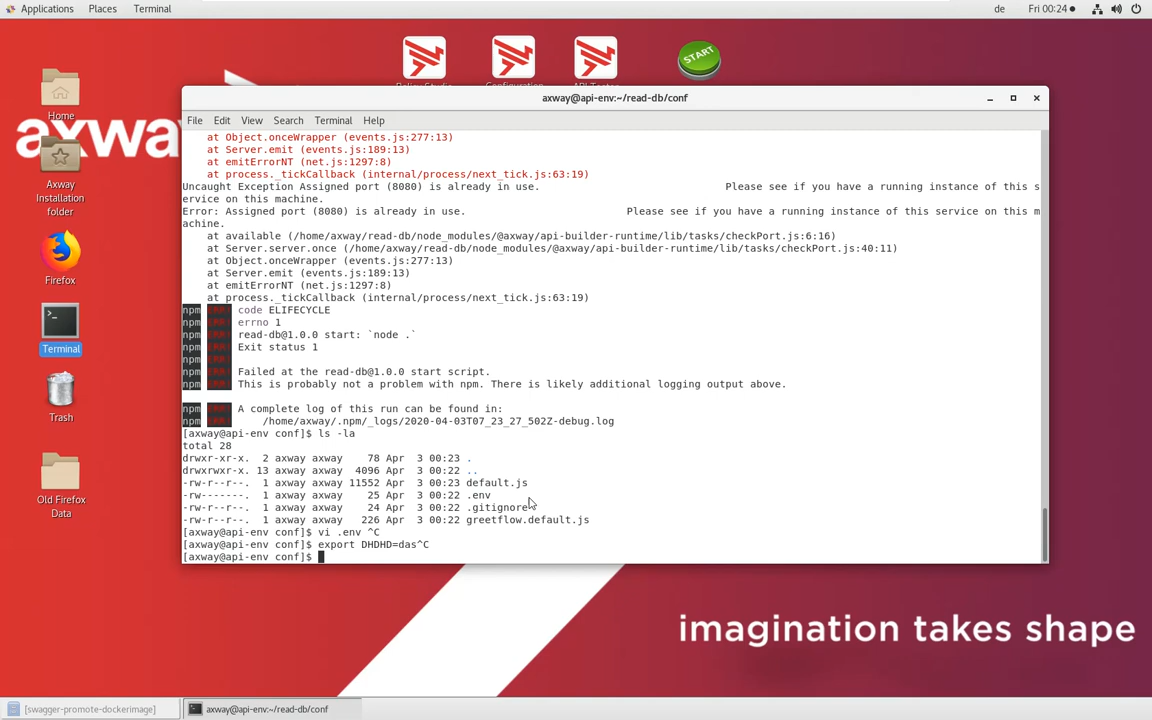 Applications Places Terminal de Fri 00:24
START
axway
Home
Axway
Installation
folder
Firefox
Terminal
Trash
Old Firefox
Data
axway@api-env:~/read-db/conf
File Edit View Search Terminal Help
at Object.onceWrapper (events.js:277:13)
at Server.emit (events.js:189:13)
at emitErrorNT (net.js:1297:8)
at process._tickCallback (internal/process/next_tick.js:63:19)
Uncaught Exception Assigned port (8080) is already in use. Please see if you have a running instance of this s
ervice on this machine.
Error: Assigned port (8080) is already in use. Please see if you have a running instance of this service on this m
achine.
at available (/home/axway/read-db/node_modules/@axway/api-builder-runtime/lib/tasks/checkPort.js:6:16)
at Server.server.once (/home/axway/read-db/node_modules/@axway/api-builder-runtime/lib/tasks/checkPort.js:40:11)
at Object.onceWrapper (events.js:277:13)
at Server.emit (events.js:189:13)
at emitErrorNT (net.js:1297:8)
at process._tickCallback (internal/process/next_tick.js:63:19)
npm ERR! code ELIFECYCLE
npm ERR! errno 1
npm ERR! read-db@1.0.0 start: `node .`
npm ERR! Exit status 1
npm ERR!
npm ERR! Failed at the read-db@1.0.0 start script.
npm ERR! This is probably not a problem with npm. There is likely additional logging output above.
npm ERR! A complete log of this run can be found in:
npm ERR! /home/axway/.npm/_logs/2020-04-03T07_23_27_502Z-debug.log
[axway@api-env conf]$ ls -la
total 28
drwxr-xr-x. 2 axway axway 78 Apr 3 00:23 .
drwxrwxr-x. 13 axway axway 4096 Apr 3 00:22 ..
-rw-r--r--. 1 axway axway 11552 Apr 3 00:23 default.js
-rw-------. 1 axway axway 25 Apr 3 00:22 .env
-rw-r--r--. 1 axway axway 24 Apr 3 00:22 .gitignore
-rw-r--r--. 1 axway axway 226 Apr 3 00:22 greetflow.default.js
[axway@api-env conf]$ vi .env ^C
[axway@api-env conf]$ export DHDHD=das^C
[axway@api-env conf]$
imagination takes shape
[swagger-promote-dockerimage] axway@api-env:~/read-db/conf